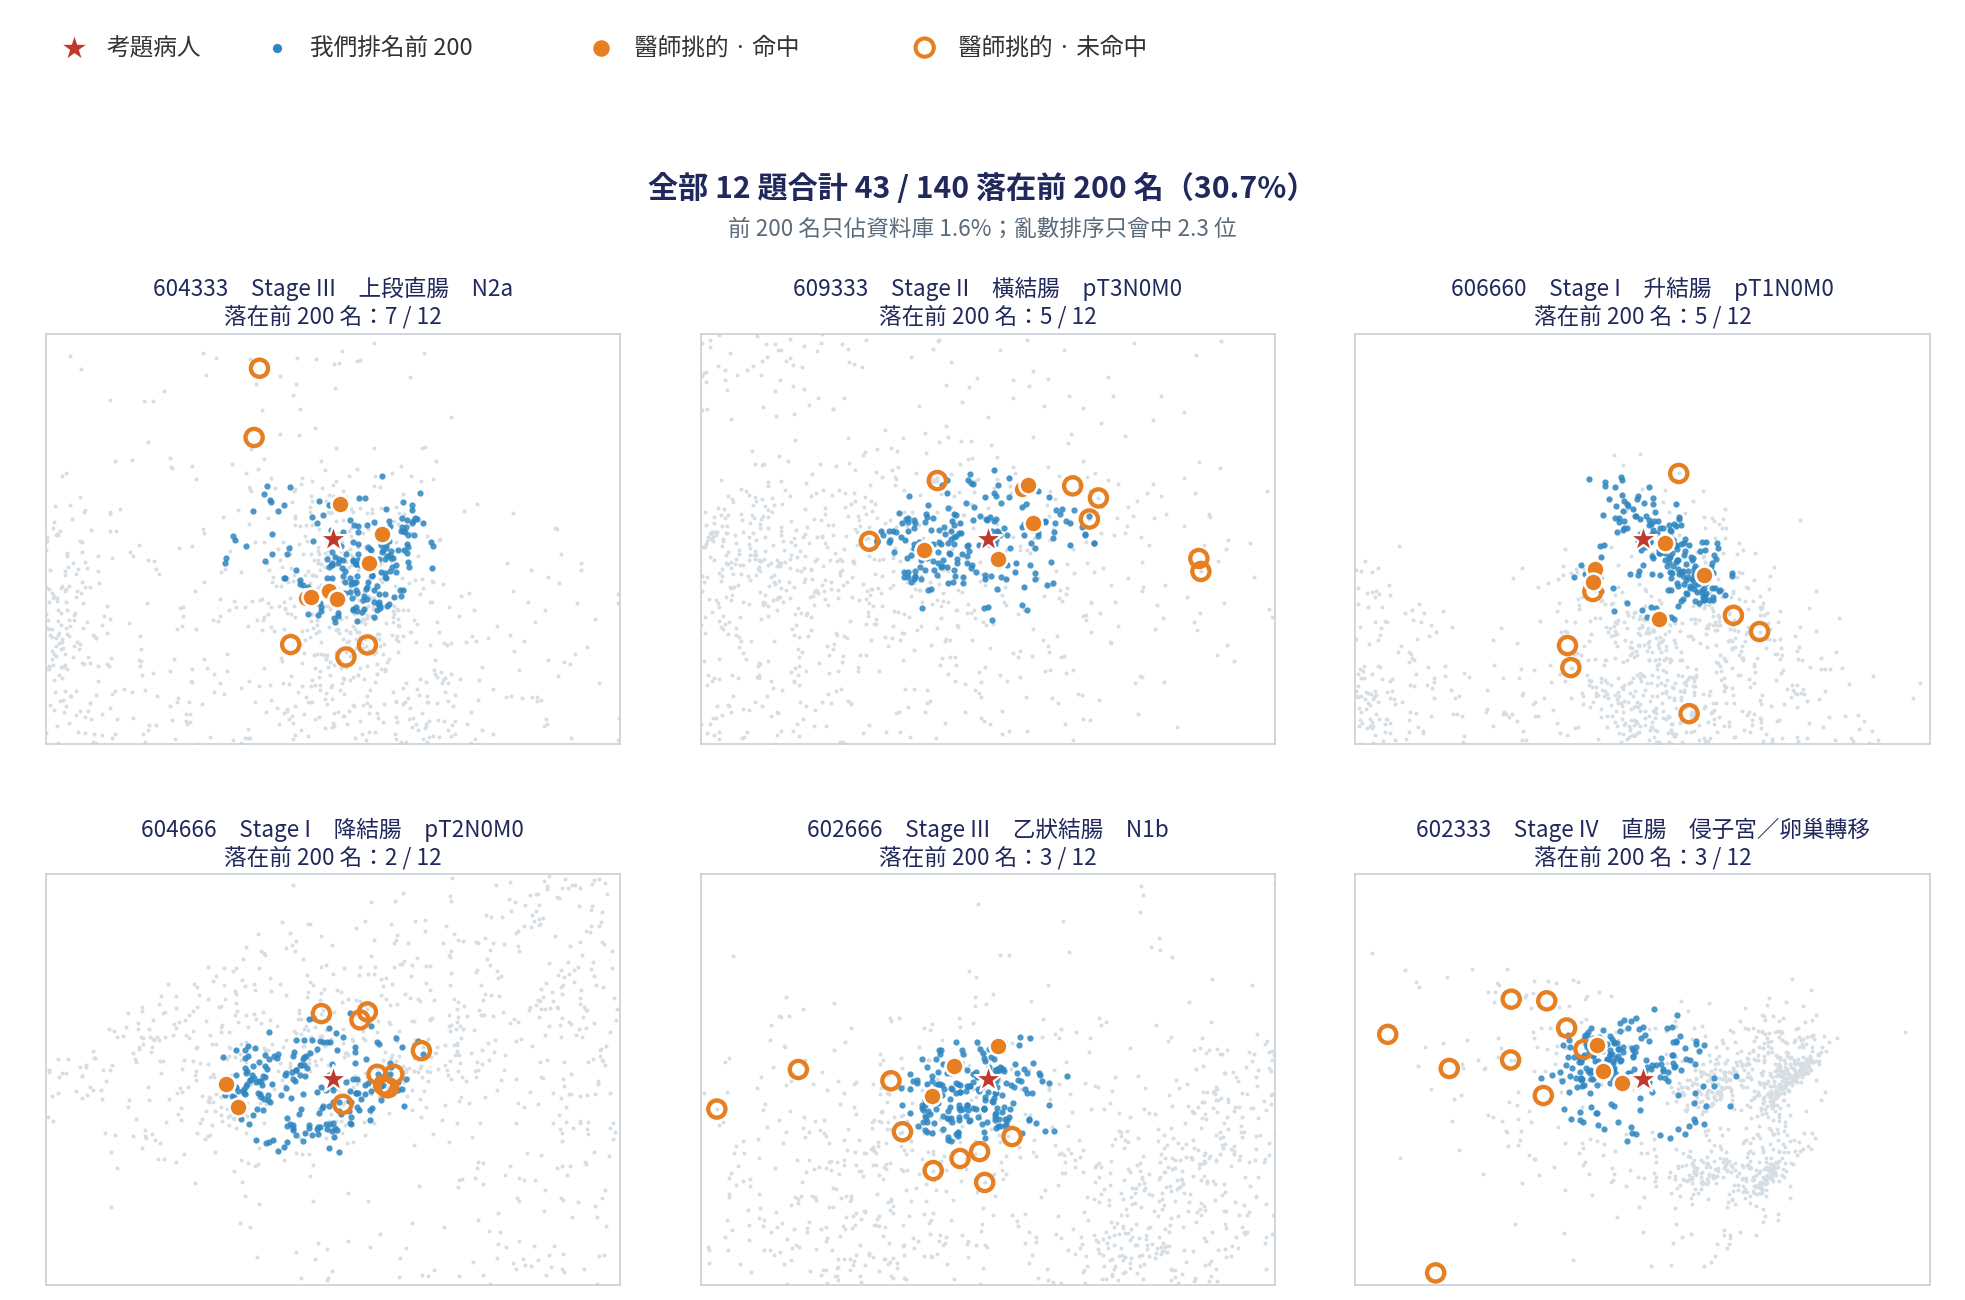 考題病人 我們排名前 200 醫師挑的 · 命中 醫師挑的 · 未命中
全部 12 題合計 43 / 140 落在前 200 名（30.7%）
前 200 名只佔資料庫 1.6%；亂數排序只會中 2.3 位
604333 Stage III 上段直腸 N2a
落在前 200 名：7 / 12
609333 Stage II 橫結腸 pT3N0M0
落在前 200 名：5 / 12
606660 Stage I 升結腸 pT1N0M0
落在前 200 名：5 / 12
604666 Stage I 降結腸 pT2N0M0
落在前 200 名：2 / 12
602666 Stage III 乙狀結腸 N1b
落在前 200 名：3 / 12
602333 Stage IV 直腸 侵子宮／卵巢轉移
落在前 200 名：3 / 12